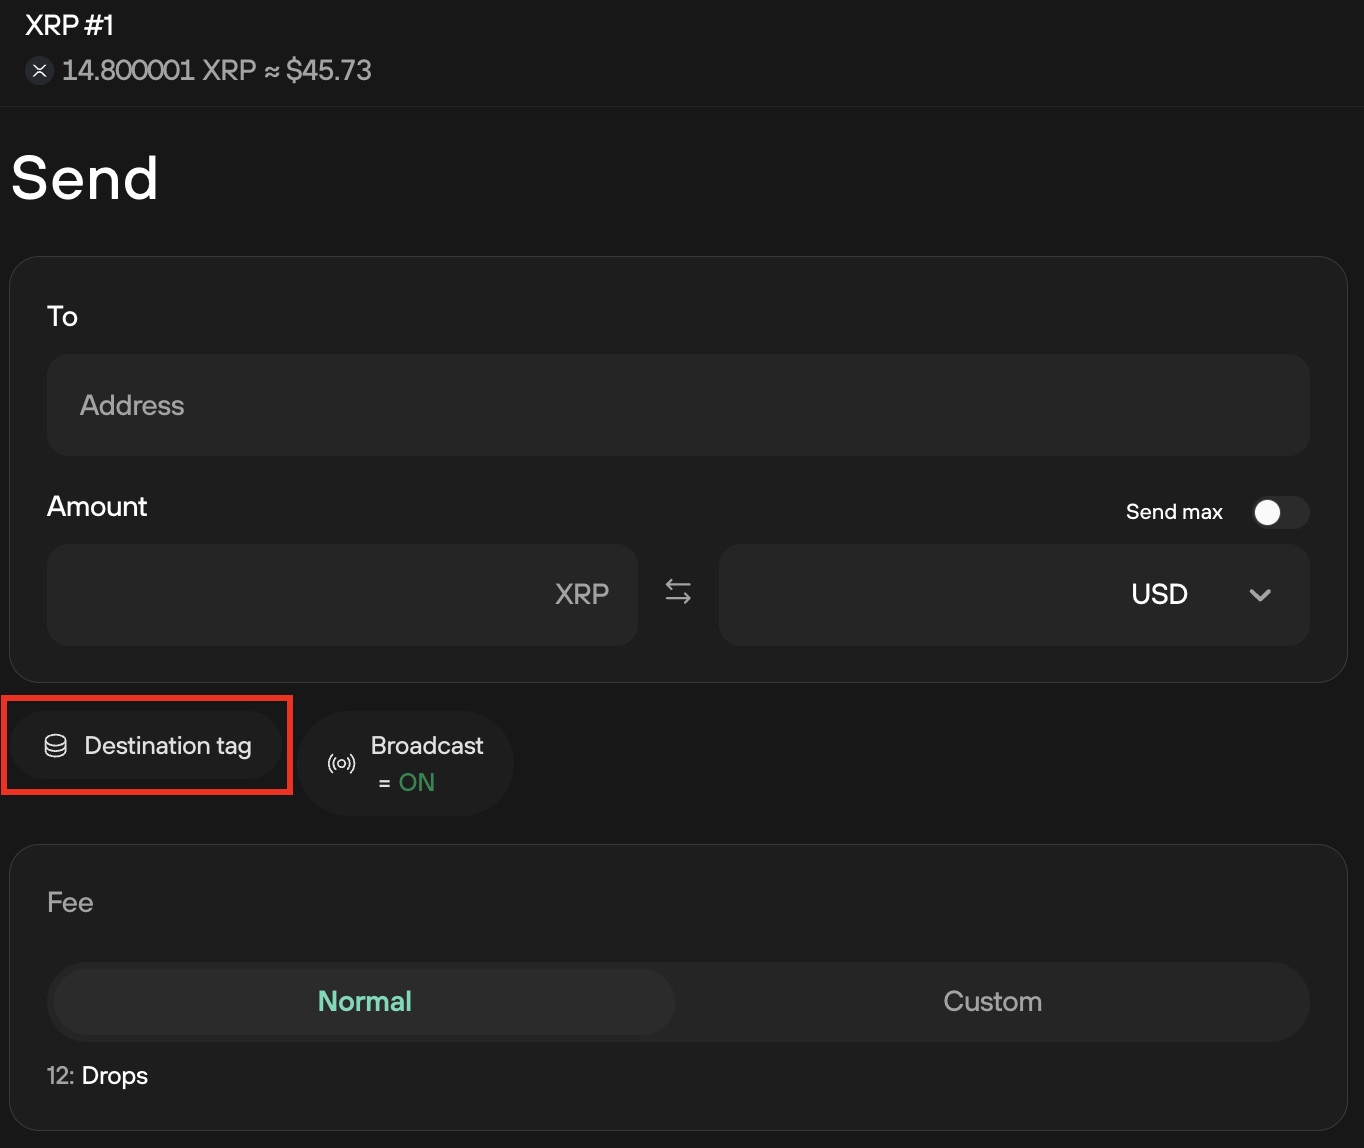 XRP #1
14.800001 XRP ≈ $45.73
Send
To
Address
Amount
Send max
XRP
USD
Destination tag
Broadcast
= ON
Fee
Normal
Custom
12: Drops